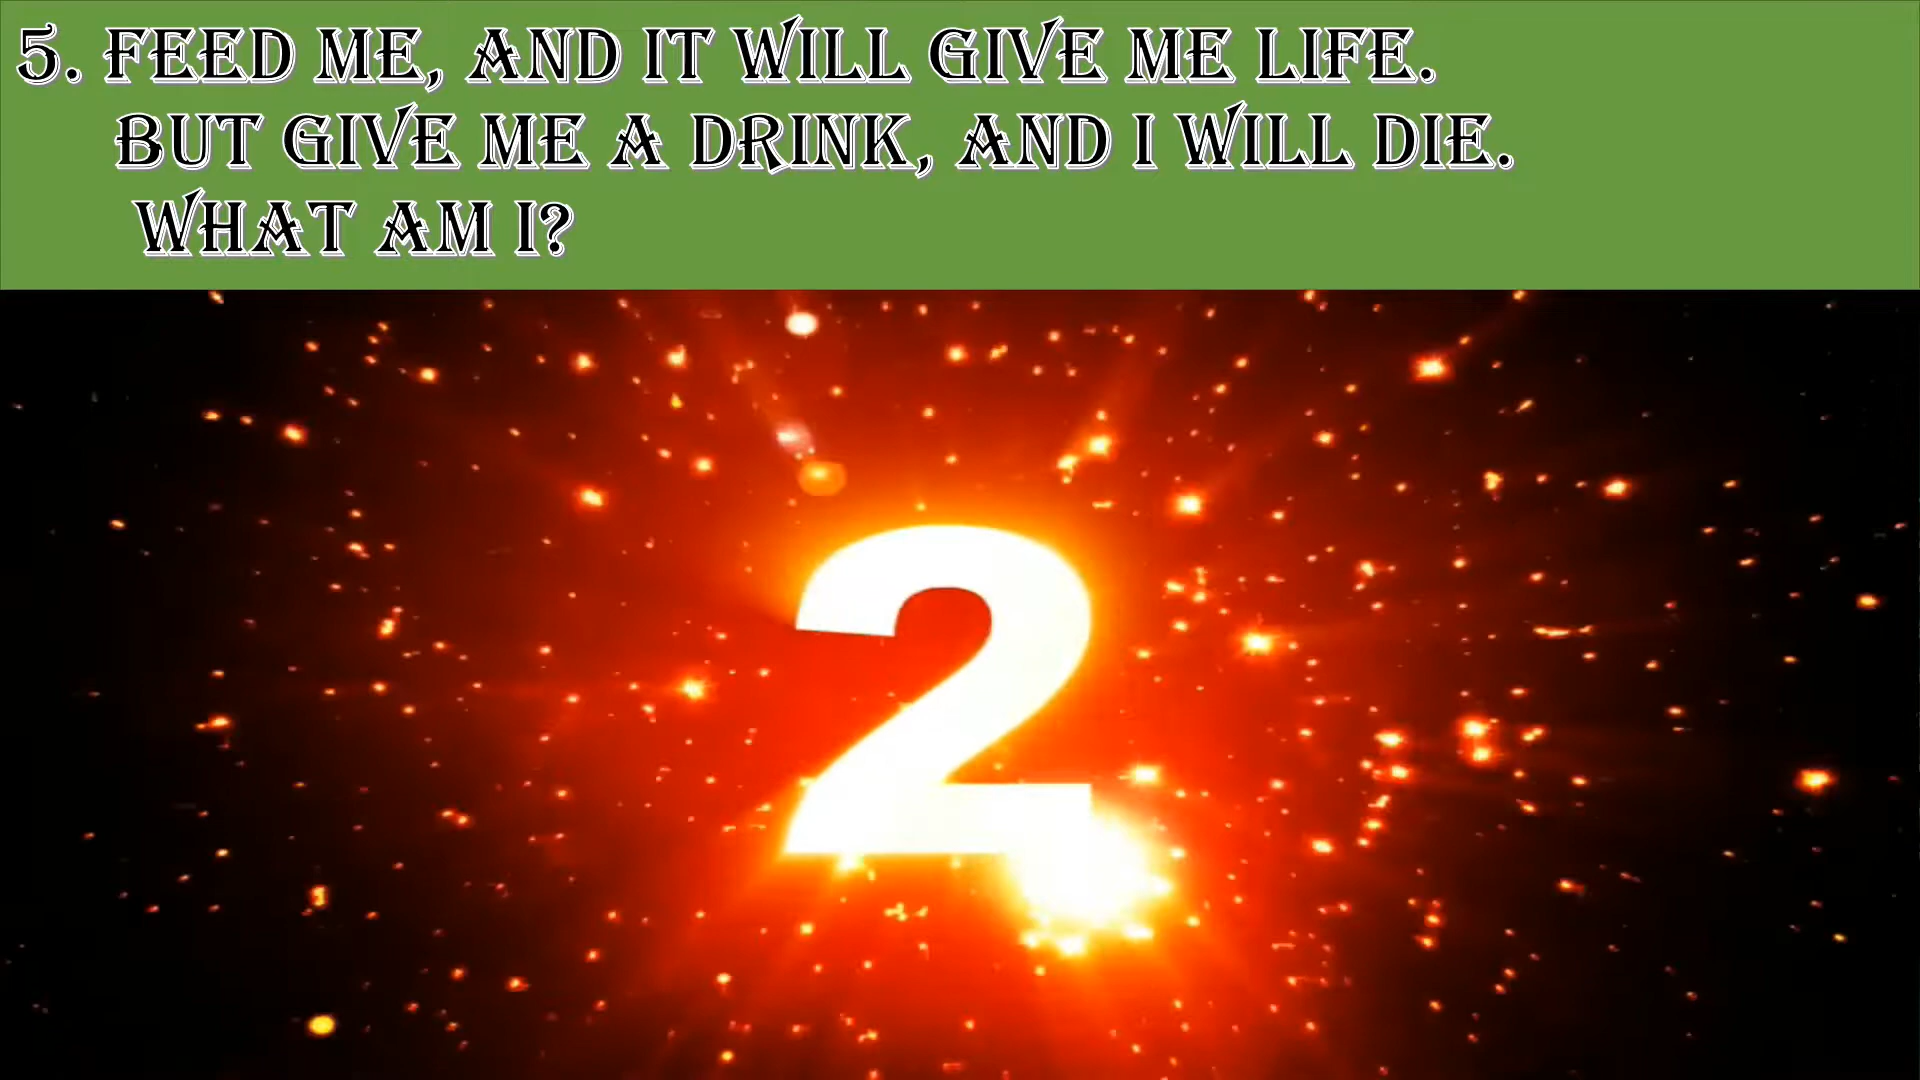 5. FEED ME, AND IT WILL GIVE ME LIFE.
BUT GIVE ME A DRINK, AND I WILL DIE.
WHAT AM I?
2